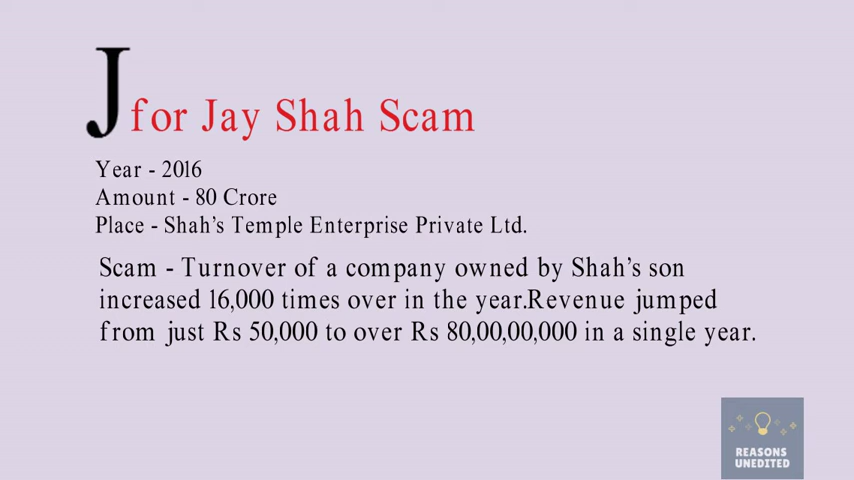 J for Jay Shah Scam
Year - 2016
Amount - 80 Crore
Place - Shah's Temple Enterprise Private Ltd.
Scam - Turnover of a company owned by Shah's son
increased 16,000 times over in the year.Revenue jumped
from just Rs 50,000 to over Rs 80,00,00,000 in a single year.
REASONS
UNEDITED